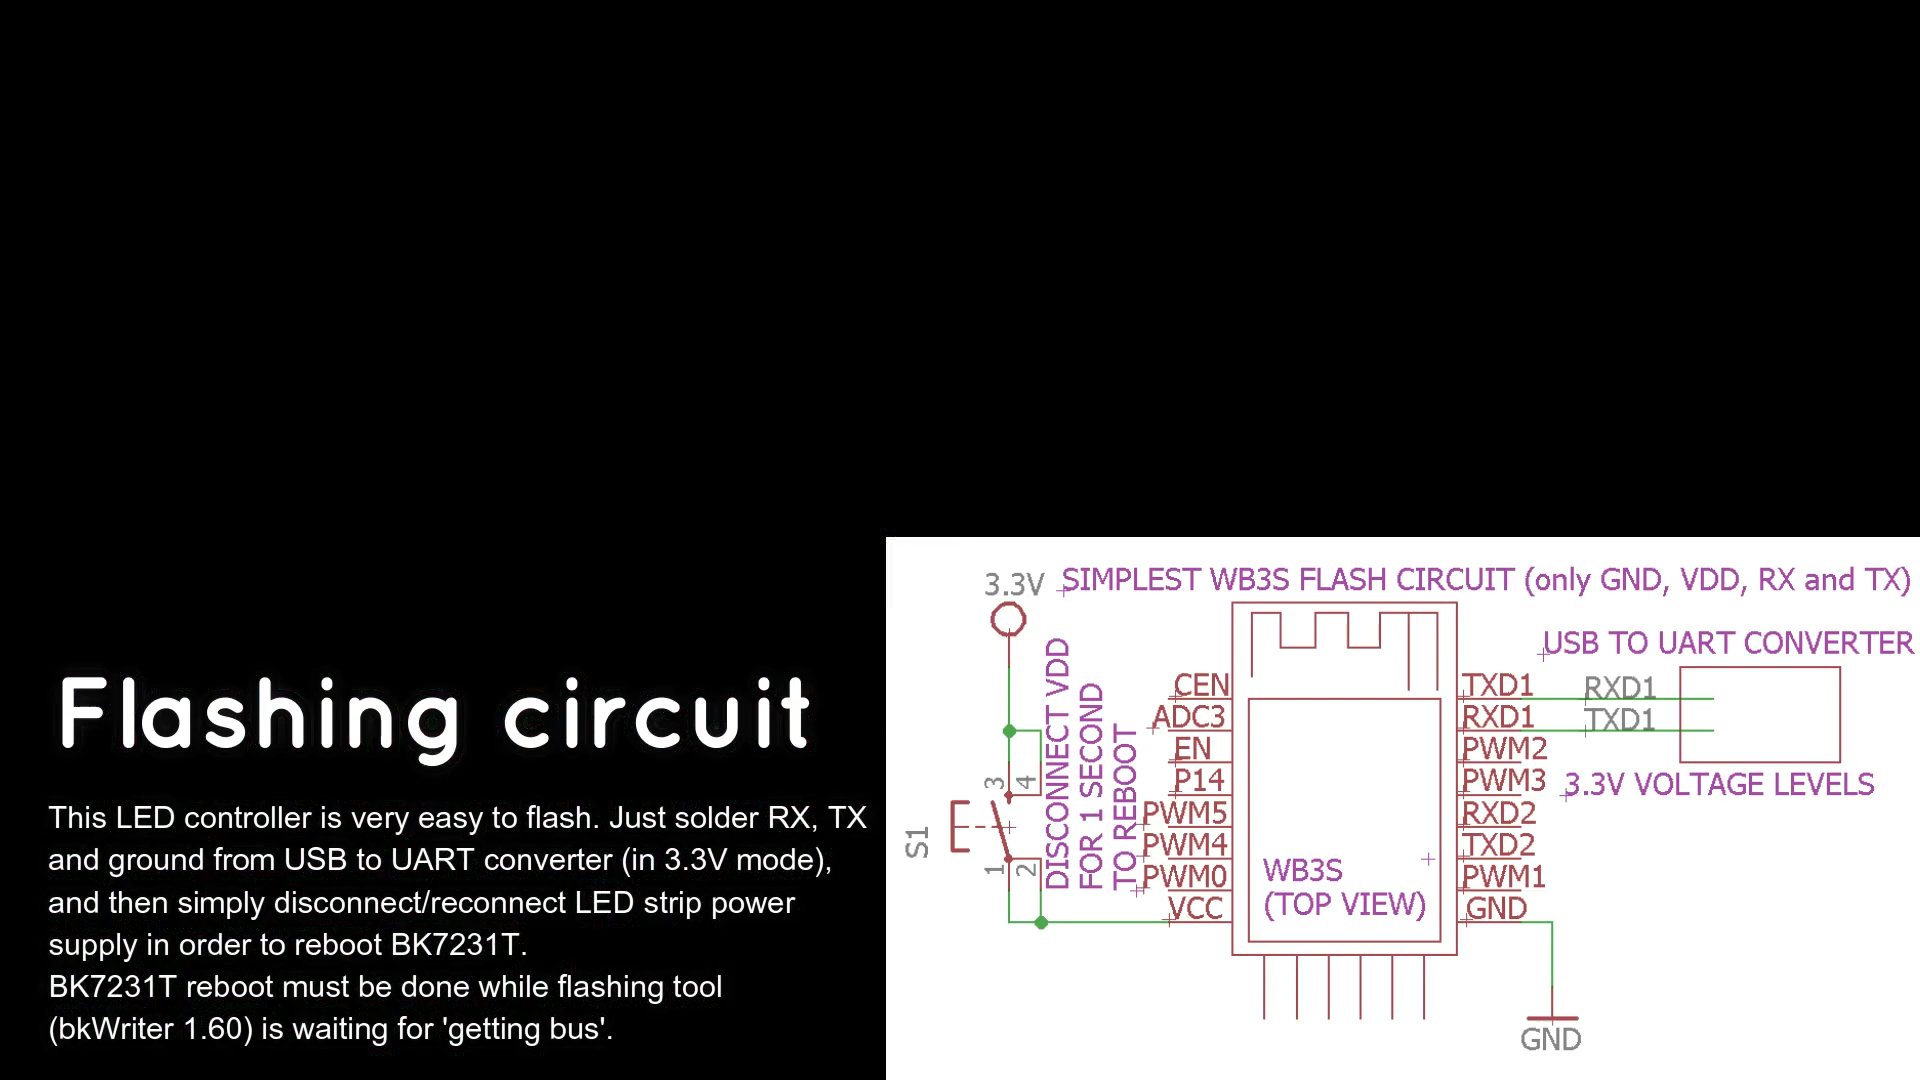 Flashing circuit
This LED controller is very easy to flash. Just solder RX, TX
and ground from USB to UART converter (in 3.3V mode),
and then simply disconnect/reconnect LED strip power
supply in order to reboot BK7231T.
BK7231T reboot must be done while flashing tool
(bkWriter 1.60) is waiting for 'getting bus'.
3.3V
SIMPLEST WB3S FLASH CIRCUIT (only GND, VDD, RX and TX)
USB TO UART CONVERTER
DISCONNECT VDD
FOR 1 SECOND
TO REBOOT
S1
3
4
1
2
CEN
ADC3
EN
P14
PWM5
PWM4
PWM0
VCC
WB3S
(TOP VIEW)
TXD1
RXD1
PWM2
PWM3
RXD2
TXD2
PWM1
GND
RXD1
TXD1
3.3V VOLTAGE LEVELS
GND